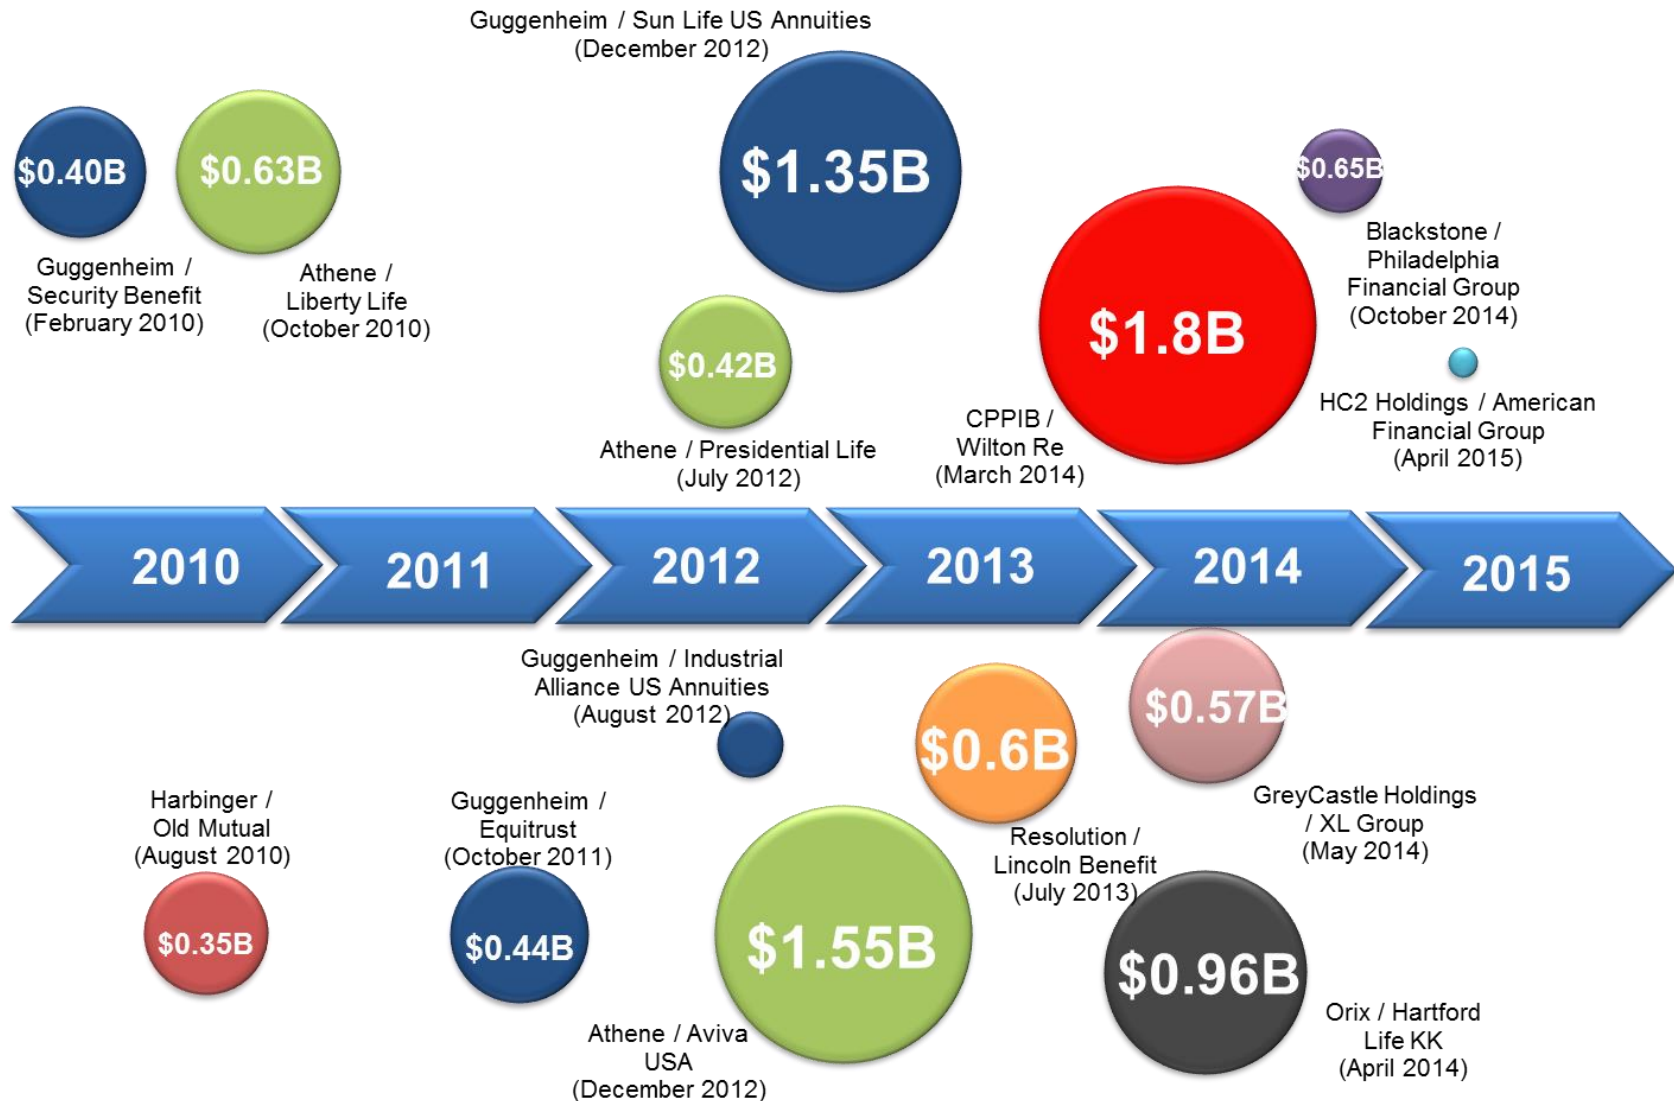 Guggenheim / Sun Life US Annuities
(December 2012)
$0.40B
Guggenheim /
Security Benefit
(February 2010)
$0.63B
Athene /
Liberty Life
(October 2010)
$1.35B
$0.42B
Athene / Presidential Life
(July 2012)
$1.8B
CPPIB /
Wilton Re
(March 2014)
$0.65B
Blackstone /
Philadelphia
Financial Group
(October 2014)
HC2 Holdings / American
Financial Group
(April 2015)
2010
2011
2012
2013
2014
2015
Harbinger /
Old Mutual
(August 2010)
$0.35B
Guggenheim /
Equitrust
(October 2011)
$0.44B
Guggenheim / Industrial
Alliance US Annuities
(August 2012)
$1.55B
Athene / Aviva
USA
(December 2012)
$0.6B
Resolution /
Lincoln Benefit
(July 2013)
$0.57B
GreyCastle Holdings
/ XL Group
(May 2014)
$0.96B
Orix / Hartford
Life KK
(April 2014)